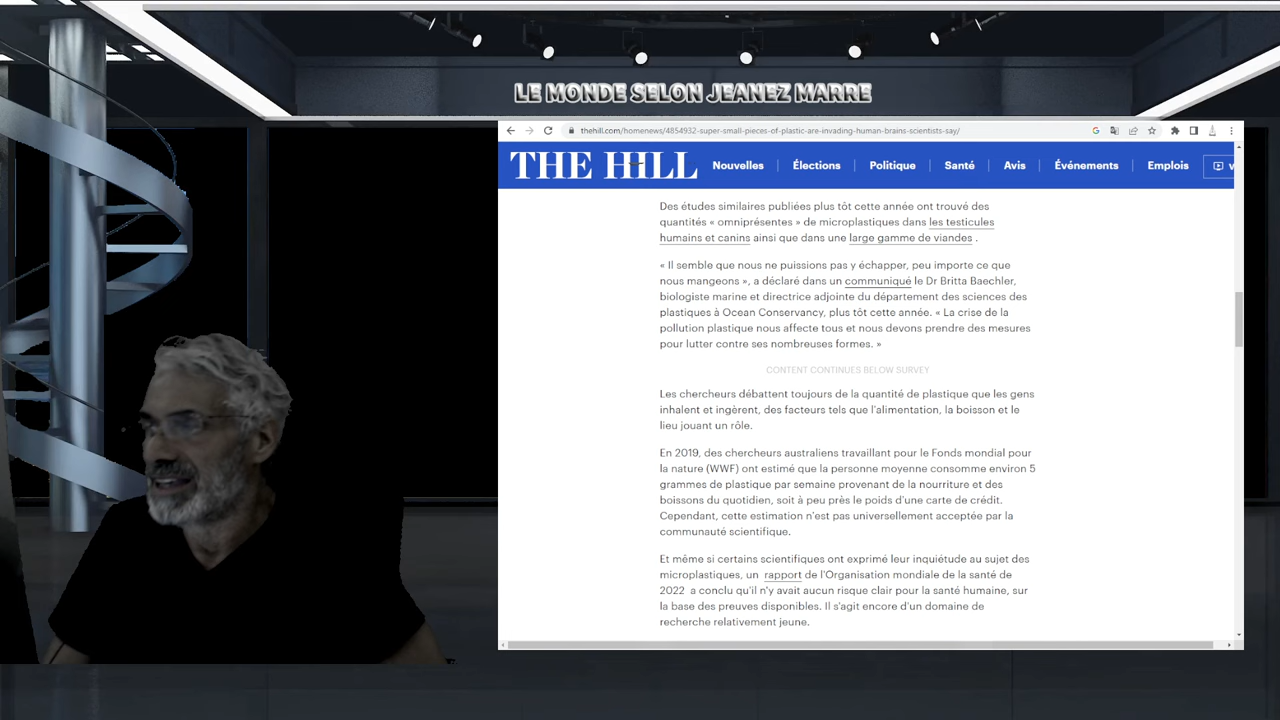 LE MONDE SELON JEANEZ MARRE
thehill.com/homenews/4854932-super-small-pieces-of-plastic-are-invading-human-brains-scientists-say/
THE HILL Nouvelles | Élections | Politique | Santé | Avis | Événements | Emplois
Des études similaires publiées plus tôt cette année ont trouvé des
quantités « omniprésentes » de microplastiques dans les testicules
humains et canins ainsi que dans une large gamme de viandes .
« Il semble que nous ne puissions pas y échapper, peu importe ce que
nous mangeons », a déclaré dans un communiqué le Dr Britta Baechler,
biologiste marine et directrice adjointe du département des sciences des
plastiques à Ocean Conservancy, plus tôt cette année. « La crise de la
pollution plastique nous affecte tous et nous devons prendre des mesures
pour lutter contre ses nombreuses formes. »
CONTENT CONTINUES BELOW SURVEY
Les chercheurs débattent toujours de la quantité de plastique que les gens
inhalent et ingèrent, des facteurs tels que l'alimentation, la boisson et le
lieu jouant un rôle.
En 2019, des chercheurs australiens travaillant pour le Fonds mondial pour
la nature (WWF) ont estimé que la personne moyenne consomme environ 5
grammes de plastique par semaine provenant de la nourriture et des
boissons du quotidien, soit à peu près le poids d'une carte de crédit.
Cependant, cette estimation n'est pas universellement acceptée par la
communauté scientifique.
Et même si certains scientifiques ont exprimé leur inquiétude au sujet des
microplastiques, un rapport de l'Organisation mondiale de la santé de
2022 a conclu qu'il n'y avait aucun risque clair pour la santé humaine, sur
la base des preuves disponibles. Il s'agit encore d'un domaine de
recherche relativement jeune.